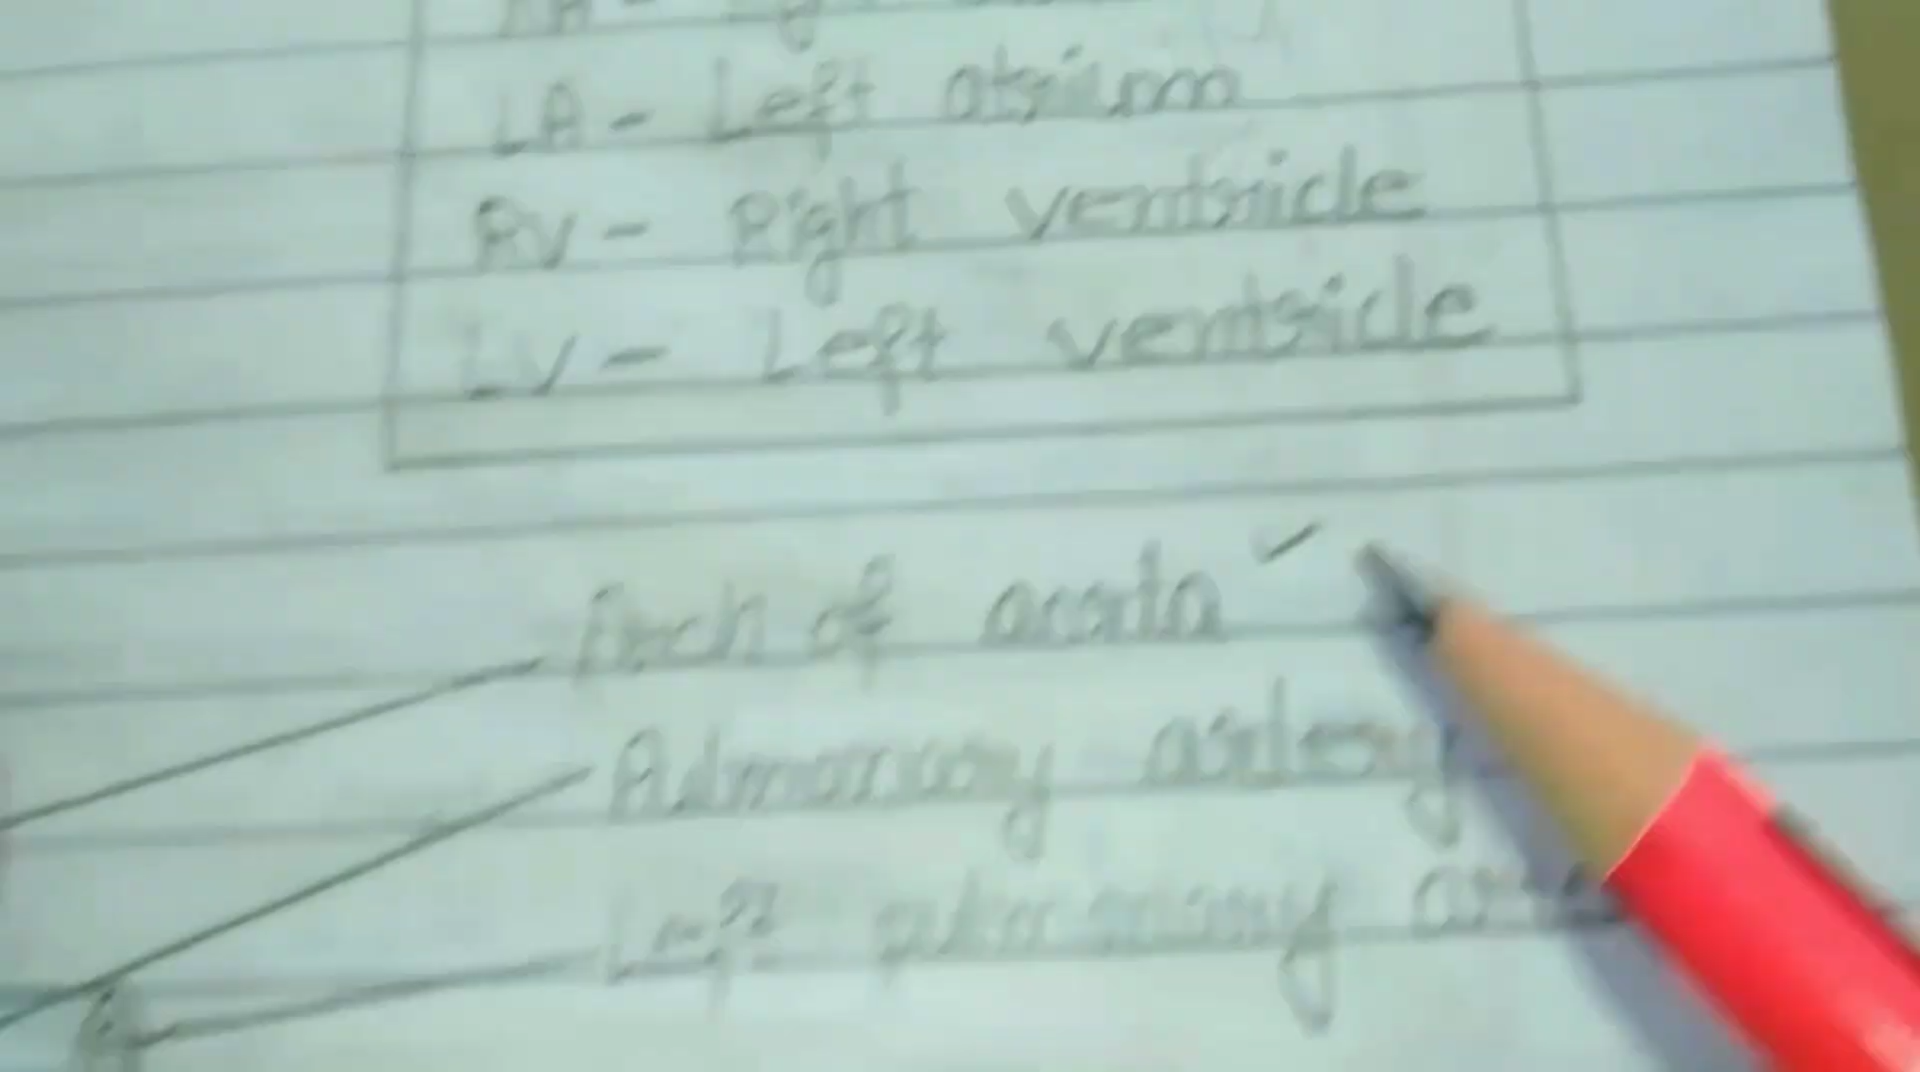 LA - Left atrium
RV - Right ventricle
LV - Left ventricle
Arch of aorta
Pulmonary artery
Left pulmonary